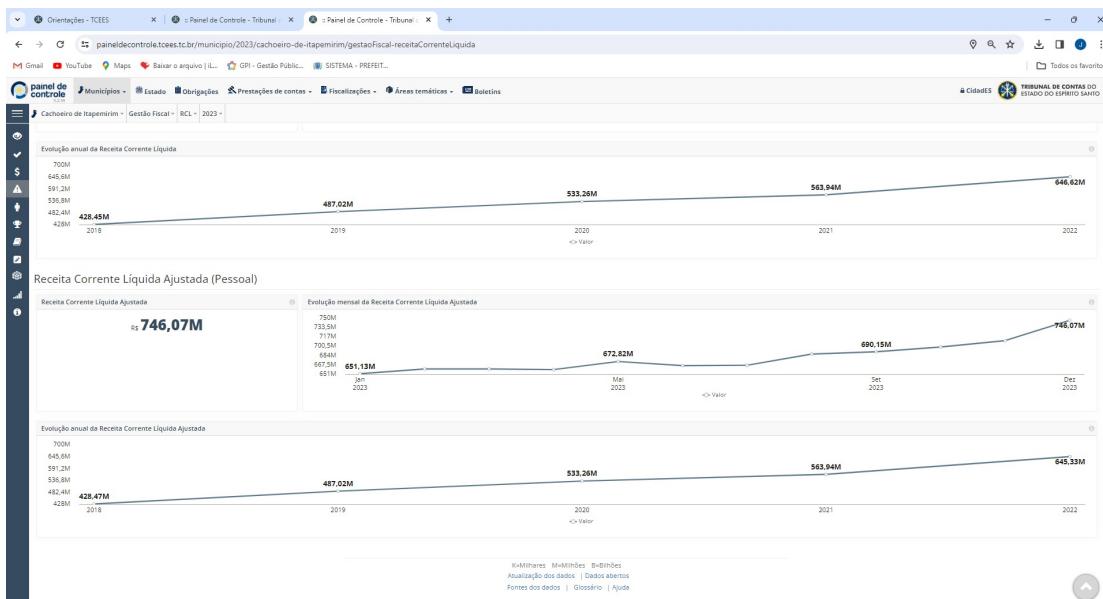 Orientações - TCEES
:: Painel de Controle - Tribunal
:: Painel de Controle - Tribunal
paineldecontrole.tcees.tc.br/municipio/2023/cachoeiro-de-itapemirim/gestaoFiscal-receitaCorrenteLiquida
Gmail YouTube Maps Baixar o arquivo | iL... GPI - Gestão Públic... SISTEMA - PREFEIT... Todos os favorito
painel de controle Municípios Estado Obrigações Prestações de contas Fiscalizações Áreas temáticas Boletins CidadES TRIBUNAL DE CONTAS DO ESTADO DO ESPÍRITO SANTO
Cachoeiro de Itapemirim Gestão Fiscal RCL 2023
Evolução anual da Receita Corrente Líquida
700M
645,6M
591,2M
536,8M
482,4M
428M
428,45M 487,02M 533,26M 563,94M 646,62M
2018 2019 2020 2021 2022
<> Valor
Receita Corrente Líquida Ajustada (Pessoal)
Receita Corrente Líquida Ajustada
R$ 746,07M
Evolução mensal da Receita Corrente Líquida Ajustada
750M
733,5M
717M
700,5M
684M
667,5M
651M
651,13M 672,82M 690,15M 746,07M
Jan Mai Set Dez
2023 2023 2023 2023
<> Valor
Evolução anual da Receita Corrente Líquida Ajustada
700M
645,6M
591,2M
536,8M
482,4M
428M
428,47M 487,02M 533,26M 563,94M 645,33M
2018 2019 2020 2021 2022
<> Valor
K=Milhares M=Milhões B=Bilhões
Atualização dos dados | Dados abertos
Fontes dos dados | Glossário | Ajuda